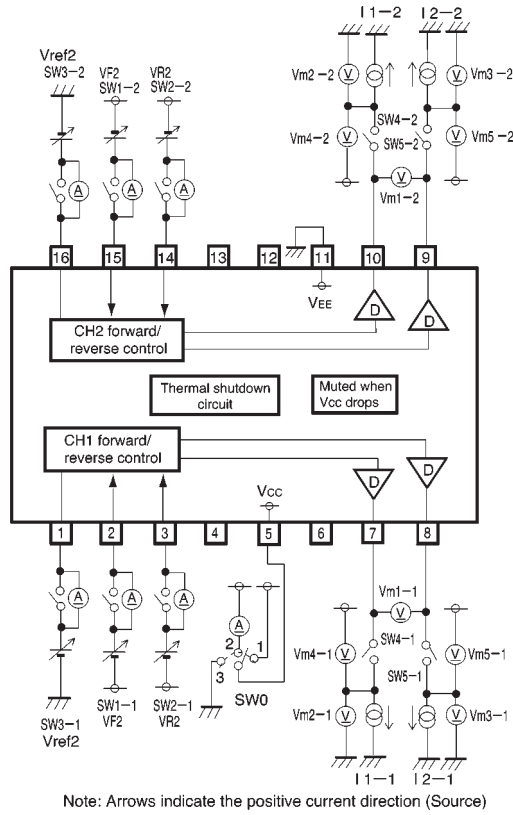 I1−2 I2−2
Vref2
SW3−2
VF2
SW1−2
VR2
SW2−2
Vm2−2 V V Vm3−2
SW4−2
Vm4−2 V SW5−2 V Vm5−2
A A A
V
Vm1−2
16 15 14 13 12 11 10 9
VEE
D D
CH2 forward/
reverse control
Thermal shutdown
circuit
Muted when
Vcc drops
CH1 forward/
reverse control
D D
Vcc
1 2 3 4 5 6 7 8
A A A
A
2 1
3
SW0
Vm1−1
V
SW4−1
Vm4−1 V V Vm5−1
SW5−1
Vm2−1 V V Vm3−1
SW3−1
Vref2
SW1−1
VF2
SW2−1
VR2
I1−1 I2−1
Note: Arrows indicate the positive current direction (Source)